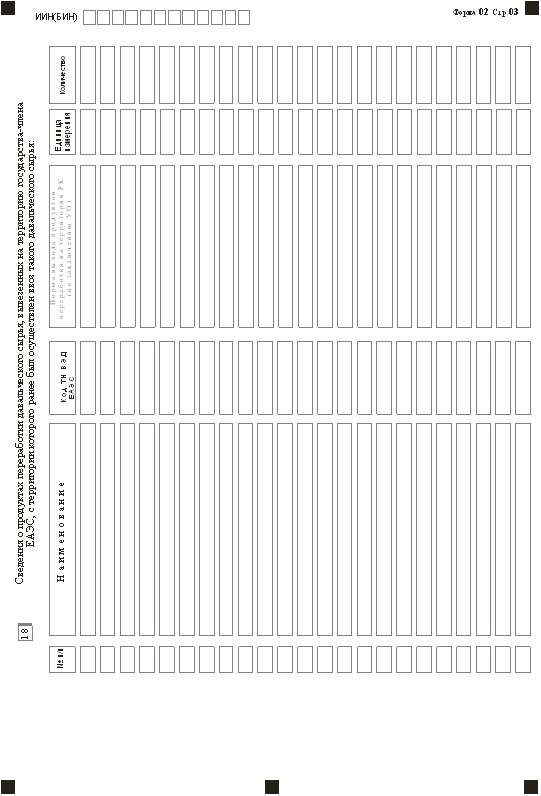 ИИН(БИН)
Форма 02 Стр.03
18
Сведения о продуктах переработки давальческого сырья, вывезенных на территорию государства-члена
ЕАЭС, с территории которого ранее был осуществлен ввоз такого давальческого сырья:
№ п/п
Наименование
Код ТН ВЭД
ЕАЭС
Нормы выхода продуктов
переработки на территории РК
(по заключению УО)
Единица
измерения
Количество